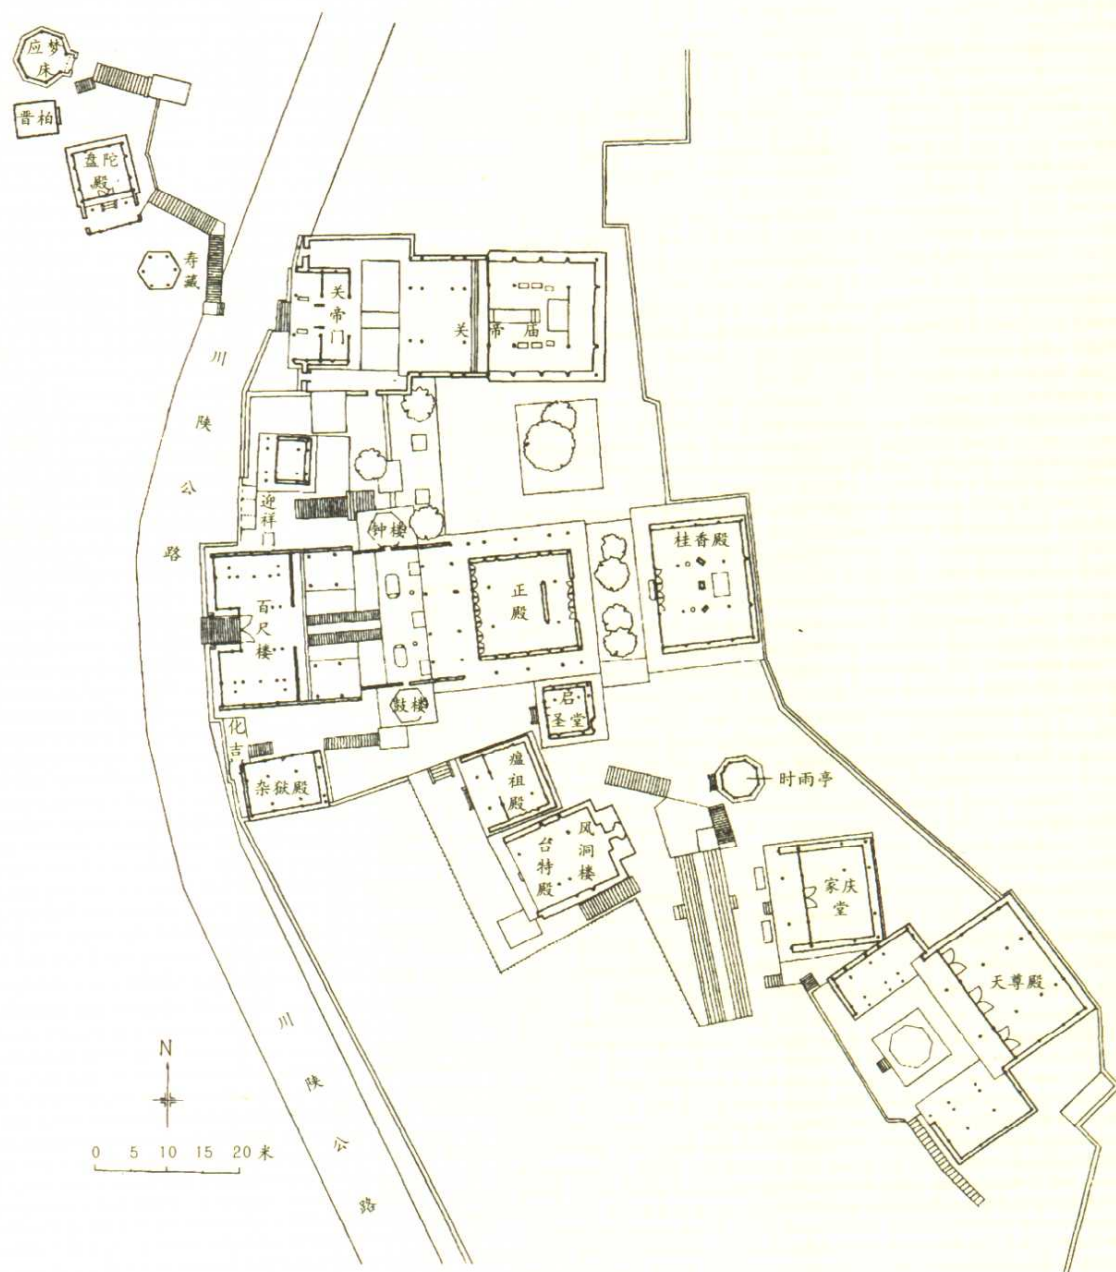 应梦
床
晋柏
盘陀
殿
寿
藏
关
帝
门
关帝庙
川
陕
公
路
迎
祥
门
钟楼
百
尺
楼
正
殿
桂香殿
鼓楼
化
吉
启
圣堂
杂狱殿
瘟
祖
殿
风
洞
楼
台
特
殿
时雨亭
家庆
堂
天尊殿
川
陕
公
路
N
0 5 10 15 20 米